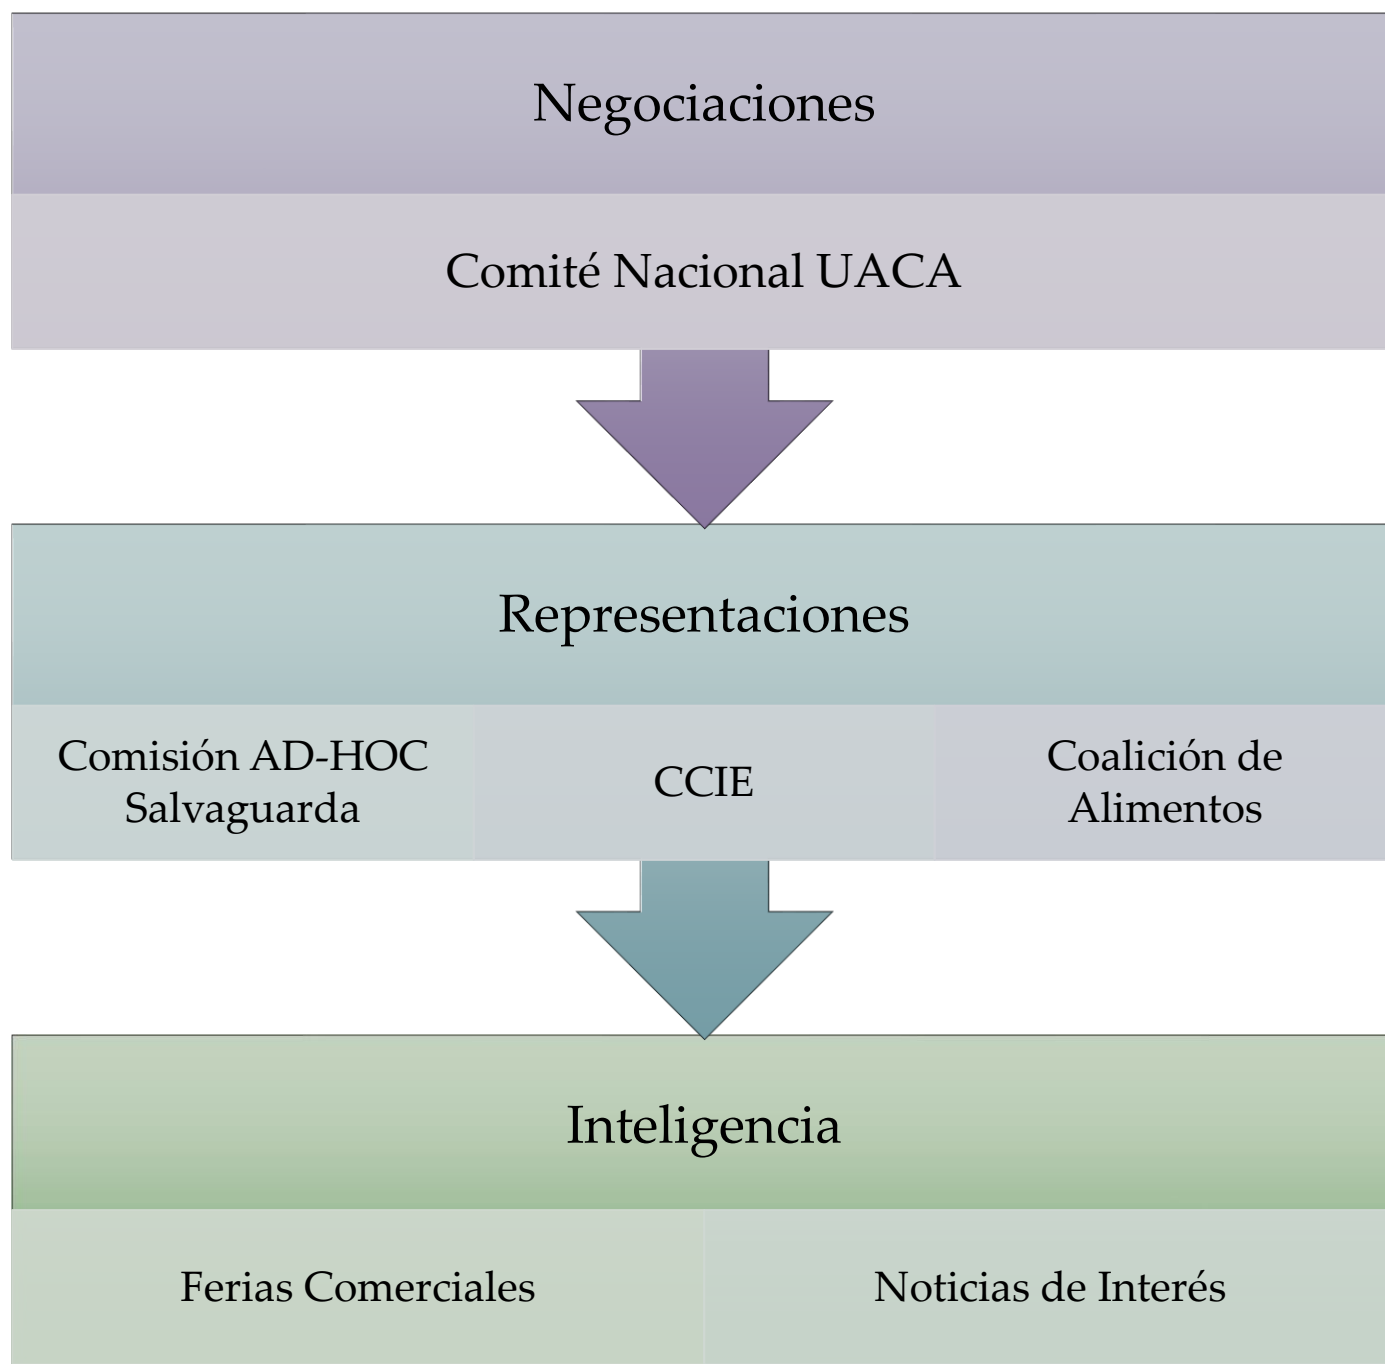 Negociaciones
Comité Nacional UACA
Representaciones
Comisión AD-HOC
Salvaguarda
CCIE
Coalición de
Alimentos
Inteligencia
Ferias Comerciales
Noticias de Interés